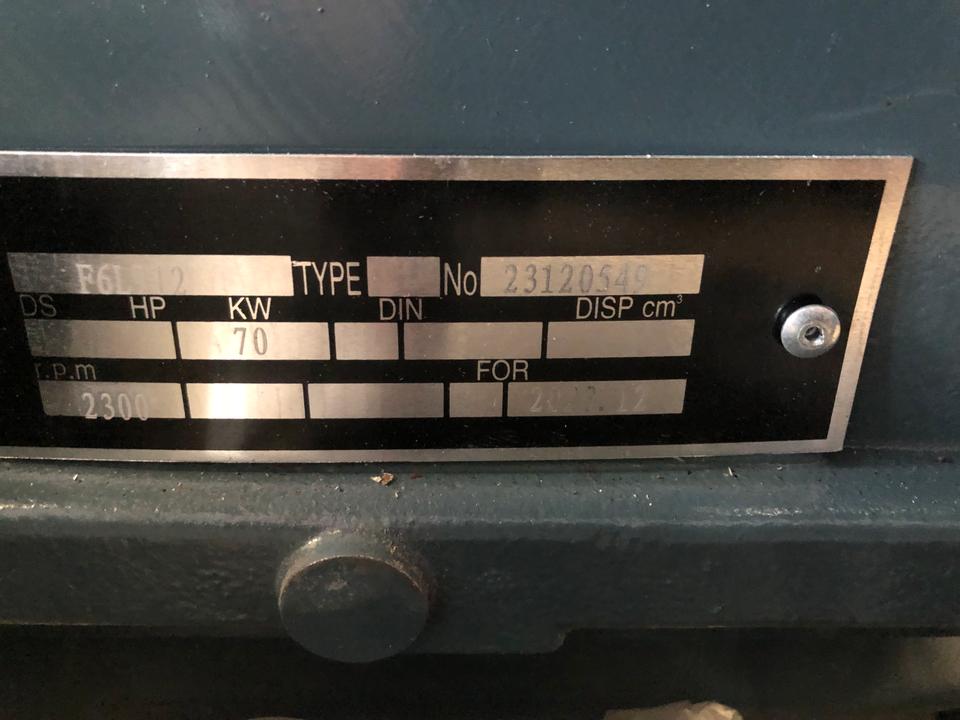 TYPE No 23120549
DS HP KW DIN DISP cm³
70
r.p.m FOR
2300